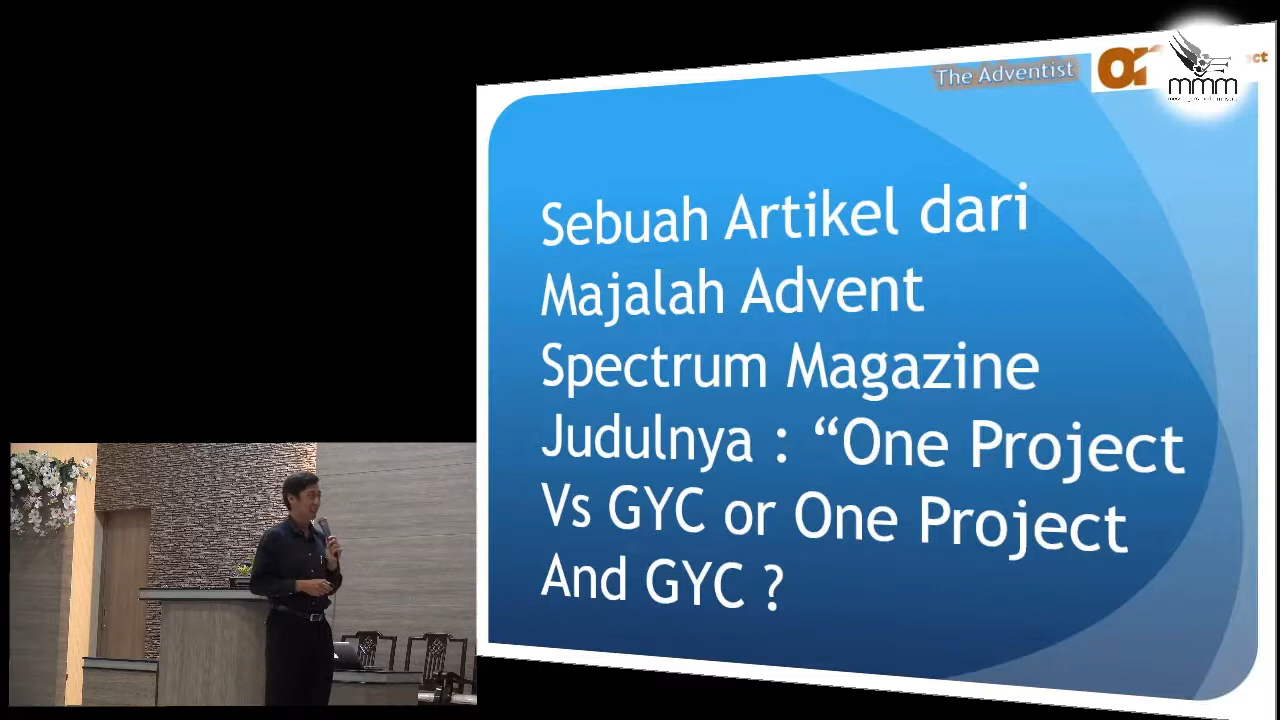 The Adventist
mmm
Sebuah Artikel dari
Majalah Advent
Spectrum Magazine
Judulnya : “One Project
Vs GYC or One Project
And GYC ?